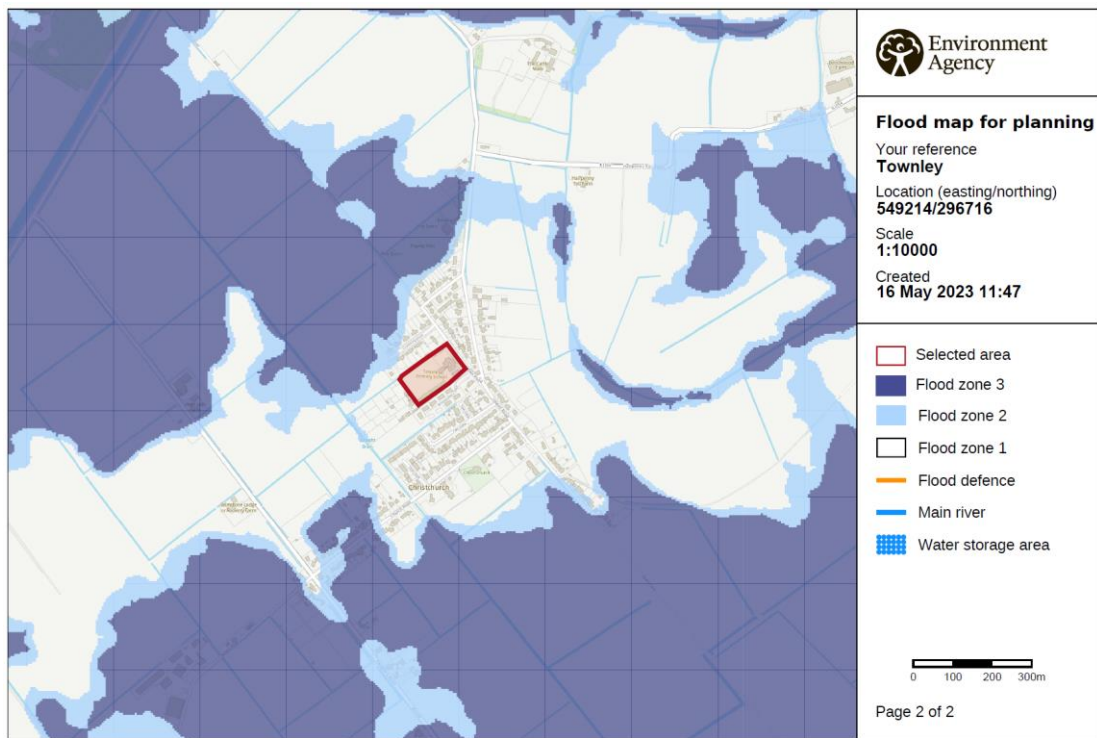 Environment
Agency
Flood map for planning
Your reference
Townley
Location (easting/northing)
549214/296716
Scale
1:10000
Created
16 May 2023 11:47
Selected area
Flood zone 3
Flood zone 2
Flood zone 1
Flood defence
Main river
Water storage area
0 100 200 300m
Page 2 of 2
Christchurch